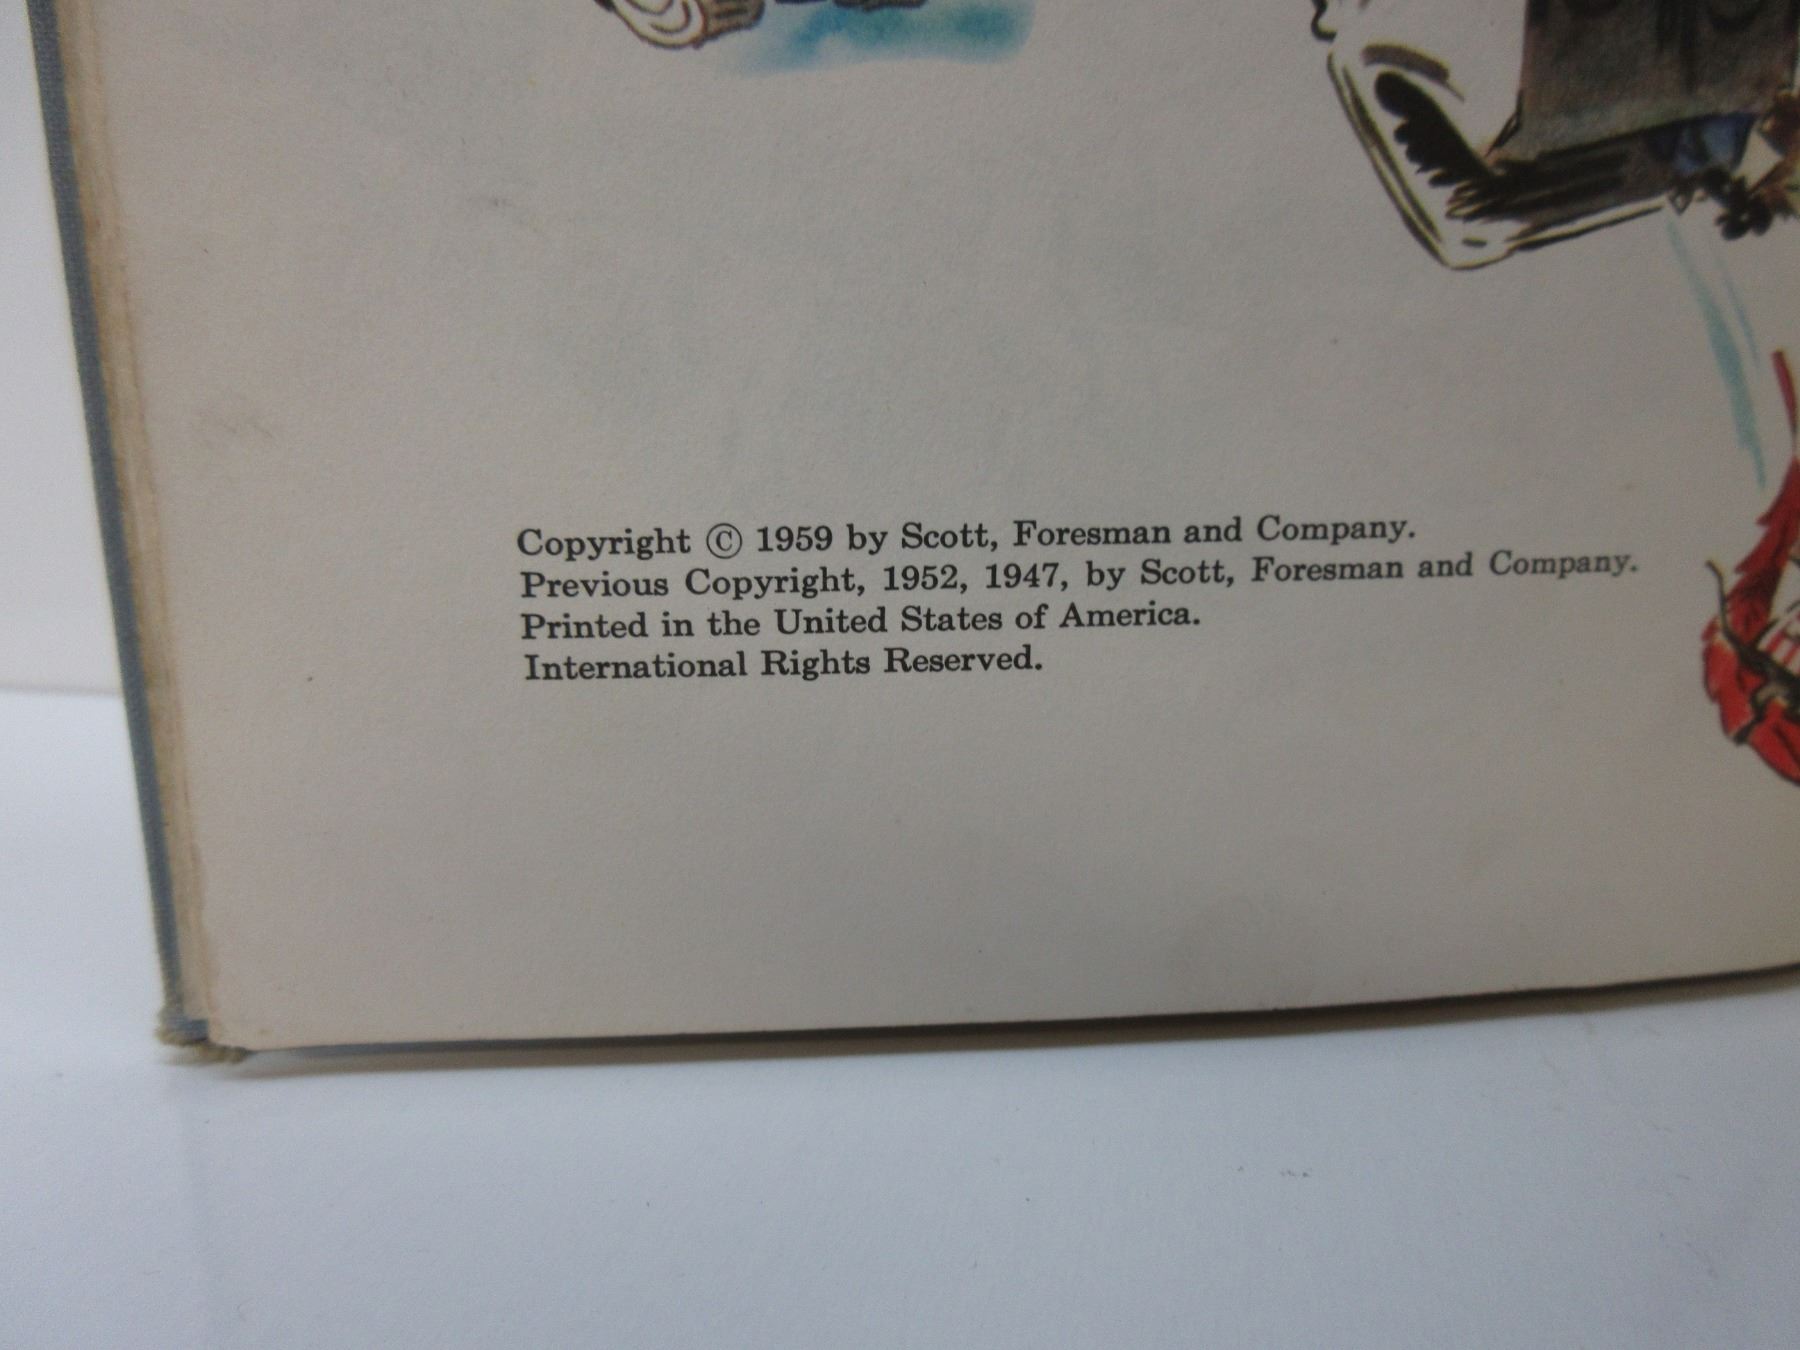 Copyright © 1959 by Scott, Foresman and Company.
Previous Copyright, 1952, 1947, by Scott, Foresman and Company.
Printed in the United States of America.
International Rights Reserved.